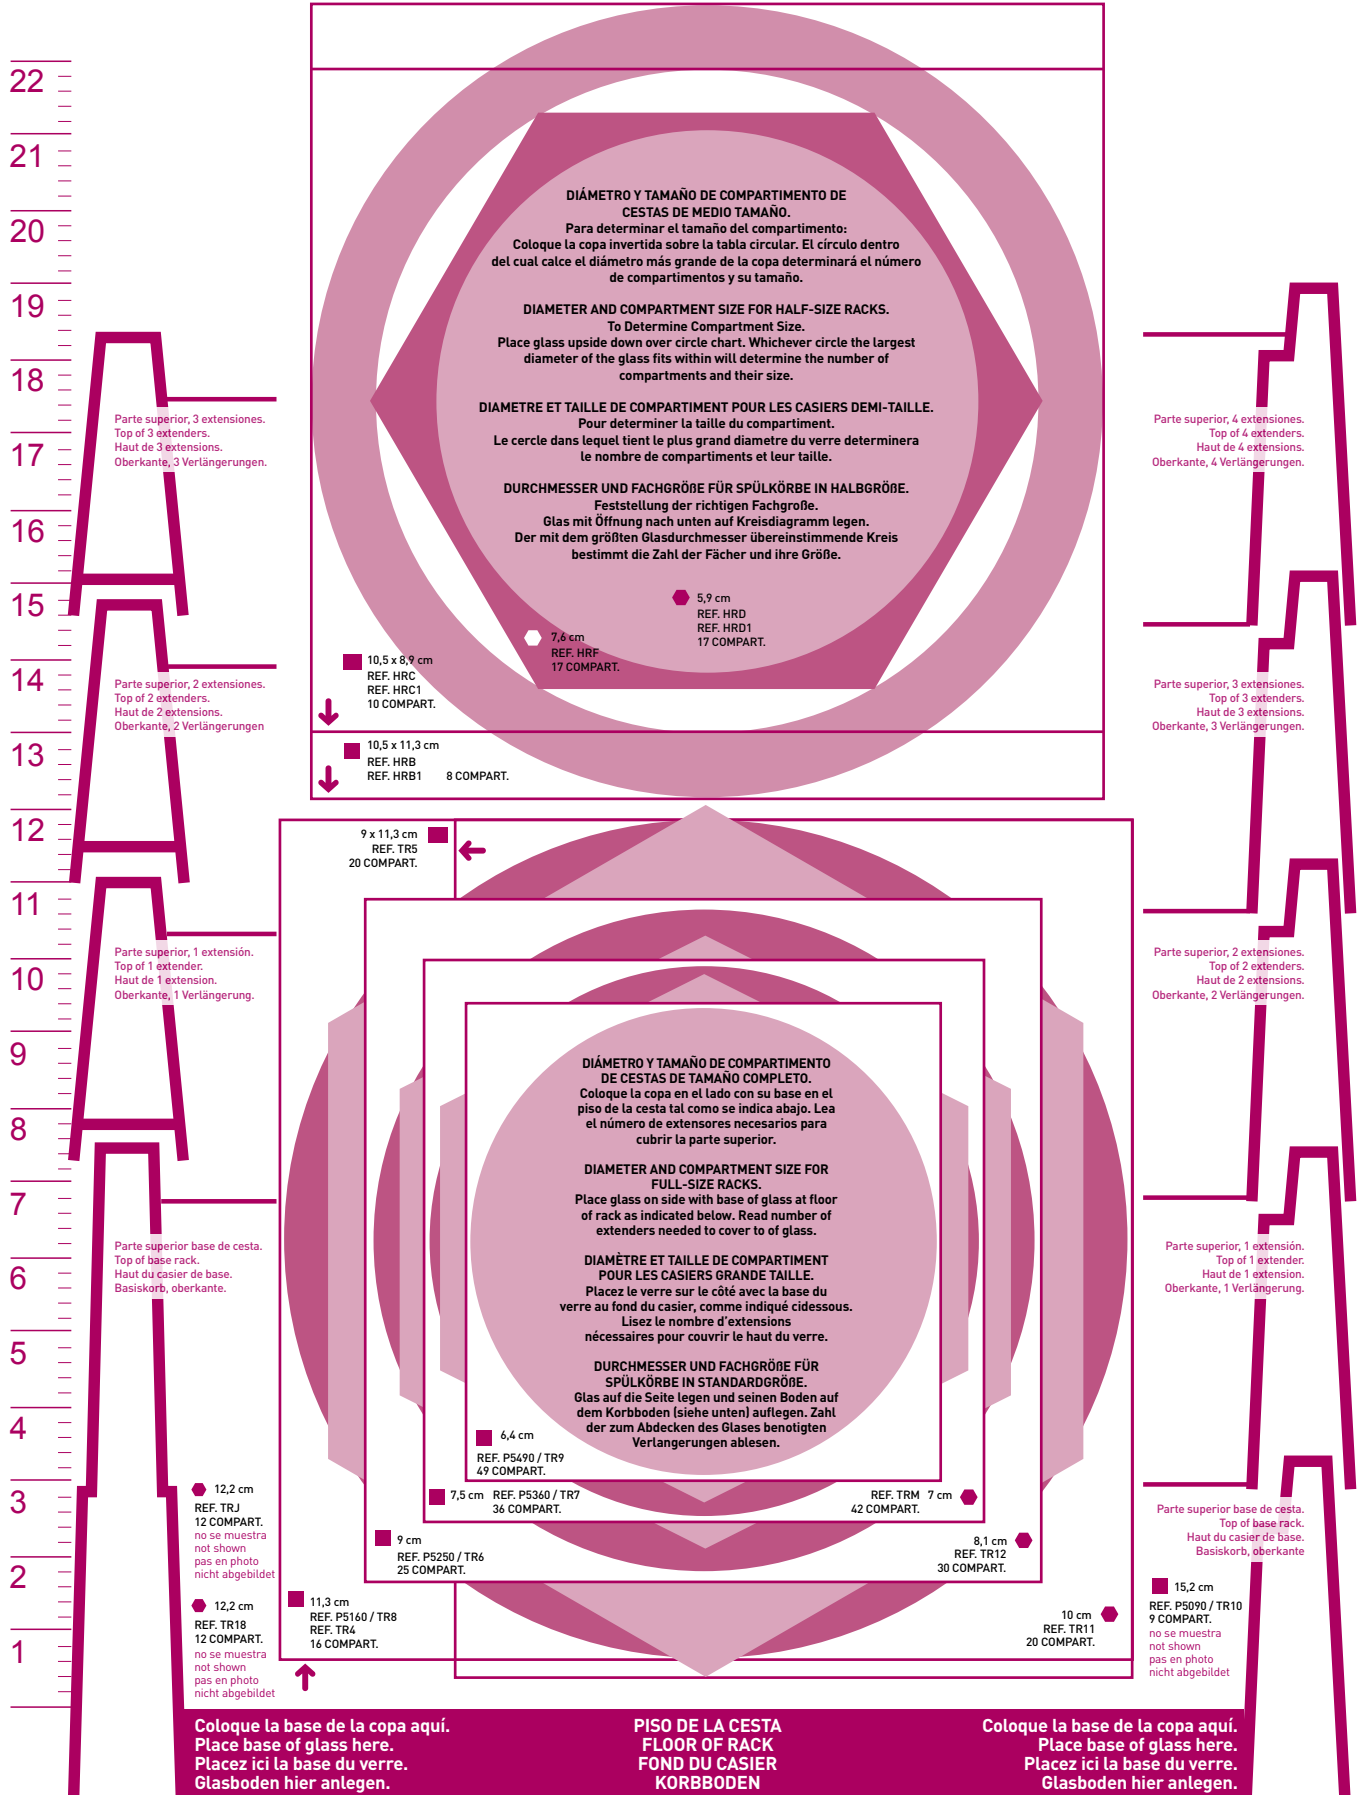 22
21
20
19
18
17
16
15
14
13
12
11
10
9
8
7
6
5
4
3
2
1
DIÁMETRO Y TAMAÑO DE COMPARTIMENTO DE
CESTAS DE MEDIO TAMAÑO.
Para determinar el tamaño del compartimento:
Coloque la copa invertida sobre la tabla circular. El círculo dentro
del cual calce el diámetro más grande de la copa determinará el número
de compartimentos y su tamaño.
DIAMETER AND COMPARTMENT SIZE FOR HALF-SIZE RACKS.
To Determine Compartment Size.
Place glass upside down over circle chart. Whichever circle the largest
diameter of the glass fits within will determine the number of
compartments and their size.
DIAMETRE ET TAILLE DE COMPARTIMENT POUR LES CASIERS DEMI-TAILLE.
Pour determiner la taille du compartiment.
Le cercle dans lequel tient le plus grand diametre du verre determinera
le nombre de compartiments et leur taille.
DURCHMESSER UND FACHGRÖßE FÜR SPÜLKÖRBE IN HALBGRÖßE.
Feststellung der richtigen Fachgroße.
Glas mit Öffnung nach unten auf Kreisdiagramm legen.
Der mit dem größten Glasdurchmesser übereinstimmende Kreis
bestimmt die Zahl der Fächer und ihre Größe.
5,9 cm
REF. HRD
REF. HRD1
17 COMPART.
7,6 cm
REF. HRF
17 COMPART.
10,5 x 8,9 cm
REF. HRC
REF. HRC1
10 COMPART.
10,5 x 11,3 cm
REF. HRB
REF. HRB1 8 COMPART.
Parte superior, 3 extensiones.
Top of 3 extenders.
Haut de 3 extensions.
Oberkante, 3 Verlängerungen.
Parte superior, 2 extensiones.
Top of 2 extenders.
Haut de 2 extensions.
Oberkante, 2 Verlängerungen
Parte superior, 1 extensión.
Top of 1 extender.
Haut de 1 extension.
Oberkante, 1 Verlängerung.
Parte superior base de cesta.
Top of base rack.
Haut du casier de base.
Basiskorb, oberkante.
Parte superior, 4 extensiones.
Top of 4 extenders.
Haut de 4 extensions.
Oberkante, 4 Verlängerungen.
Parte superior, 3 extensiones.
Top of 3 extenders.
Haut de 3 extensions.
Oberkante, 3 Verlängerungen.
Parte superior, 2 extensiones.
Top of 2 extenders.
Haut de 2 extensions.
Oberkante, 2 Verlängerungen.
Parte superior, 1 extensión.
Top of 1 extender.
Haut de 1 extension.
Oberkante, 1 Verlängerung.
Parte superior base de cesta.
Top of base rack.
Haut du casier de base.
Basiskorb, oberkante
9 x 11,3 cm
REF. TR5
20 COMPART.
DIÁMETRO Y TAMAÑO DE COMPARTIMENTO
DE CESTAS DE TAMAÑO COMPLETO.
Coloque la copa en el lado con su base en el
piso de la cesta tal como se indica abajo. Lea
el número de extensores necesarios para
cubrir la parte superior.
DIAMETER AND COMPARTMENT SIZE FOR
FULL-SIZE RACKS.
Place glass on side with base of glass at floor
of rack as indicated below. Read number of
extenders needed to cover to of glass.
DIAMÈTRE ET TAILLE DE COMPARTIMENT
POUR LES CASIERS GRANDE TAILLE.
Placez le verre sur le côté avec la base du
verre au fond du casier, comme indiqué cidessous.
Lisez le nombre d'extensions
nécessaires pour couvrir le haut du verre.
DURCHMESSER UND FACHGRÖßE FÜR
SPÜLKÖRBE IN STANDARDGRÖßE.
Glas auf die Seite legen und seinen Boden auf
dem Korbboden (siehe unten) auflegen. Zahl
der zum Abdecken des Glases benotigten
Verlangerungen ablesen.
6,4 cm
REF. P5490 / TR9
49 COMPART.
7,5 cm REF. P5360 / TR7
36 COMPART.
REF. TRM 7 cm
42 COMPART.
9 cm
REF. P5250 / TR6
25 COMPART.
8,1 cm
REF. TR12
30 COMPART.
11,3 cm
REF. P5160 / TR8
REF. TR4
16 COMPART.
10 cm
REF. TR11
20 COMPART.
12,2 cm
REF. TRJ
12 COMPART.
no se muestra
not shown
pas en photo
nicht abgebildet
12,2 cm
REF. TR18
12 COMPART.
no se muestra
not shown
pas en photo
nicht abgebildet
15,2 cm
REF. P5090 / TR10
9 COMPART.
no se muestra
not shown
pas en photo
nicht abgebildet
Coloque la base de la copa aquí.
Place base of glass here.
Placez ici la base du verre.
Glasboden hier anlegen.
PISO DE LA CESTA
FLOOR OF RACK
FOND DU CASIER
KORBBODEN
Coloque la base de la copa aquí.
Place base of glass here.
Placez ici la base du verre.
Glasboden hier anlegen.